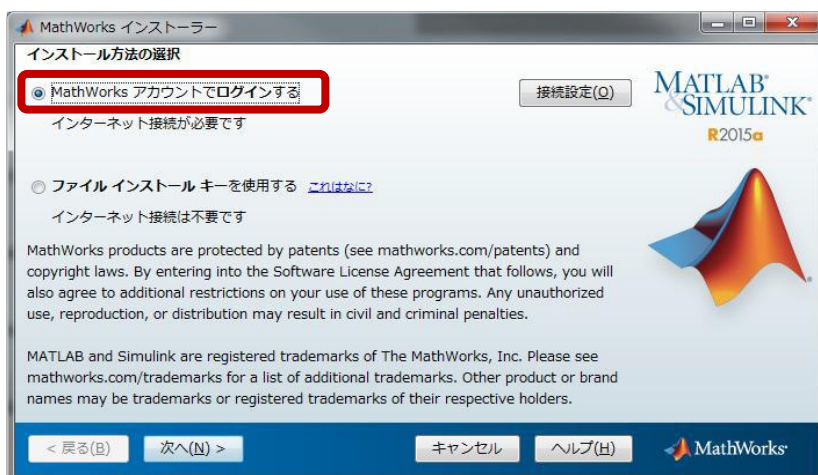 MathWorks インストーラー
インストール方法の選択
MathWorks アカウントでログインする
接続設定(O)
インターネット接続が必要です
ファイル インストール キーを使用する これはなに?
インターネット接続は不要です
MathWorks products are protected by patents (see mathworks.com/patents) and
copyright laws. By entering into the Software License Agreement that follows, you will
also agree to additional restrictions on your use of these programs. Any unauthorized
use, reproduction, or distribution may result in civil and criminal penalties.
MATLAB and Simulink are registered trademarks of The MathWorks, Inc. Please see
mathworks.com/trademarks for a list of additional trademarks. Other product or brand
names may be trademarks or registered trademarks of their respective holders.
MATLAB®
&SIMULINK®
R2015a
< 戻る(B)
次へ(N) >
キャンセル
ヘルプ(H)
MathWorks®